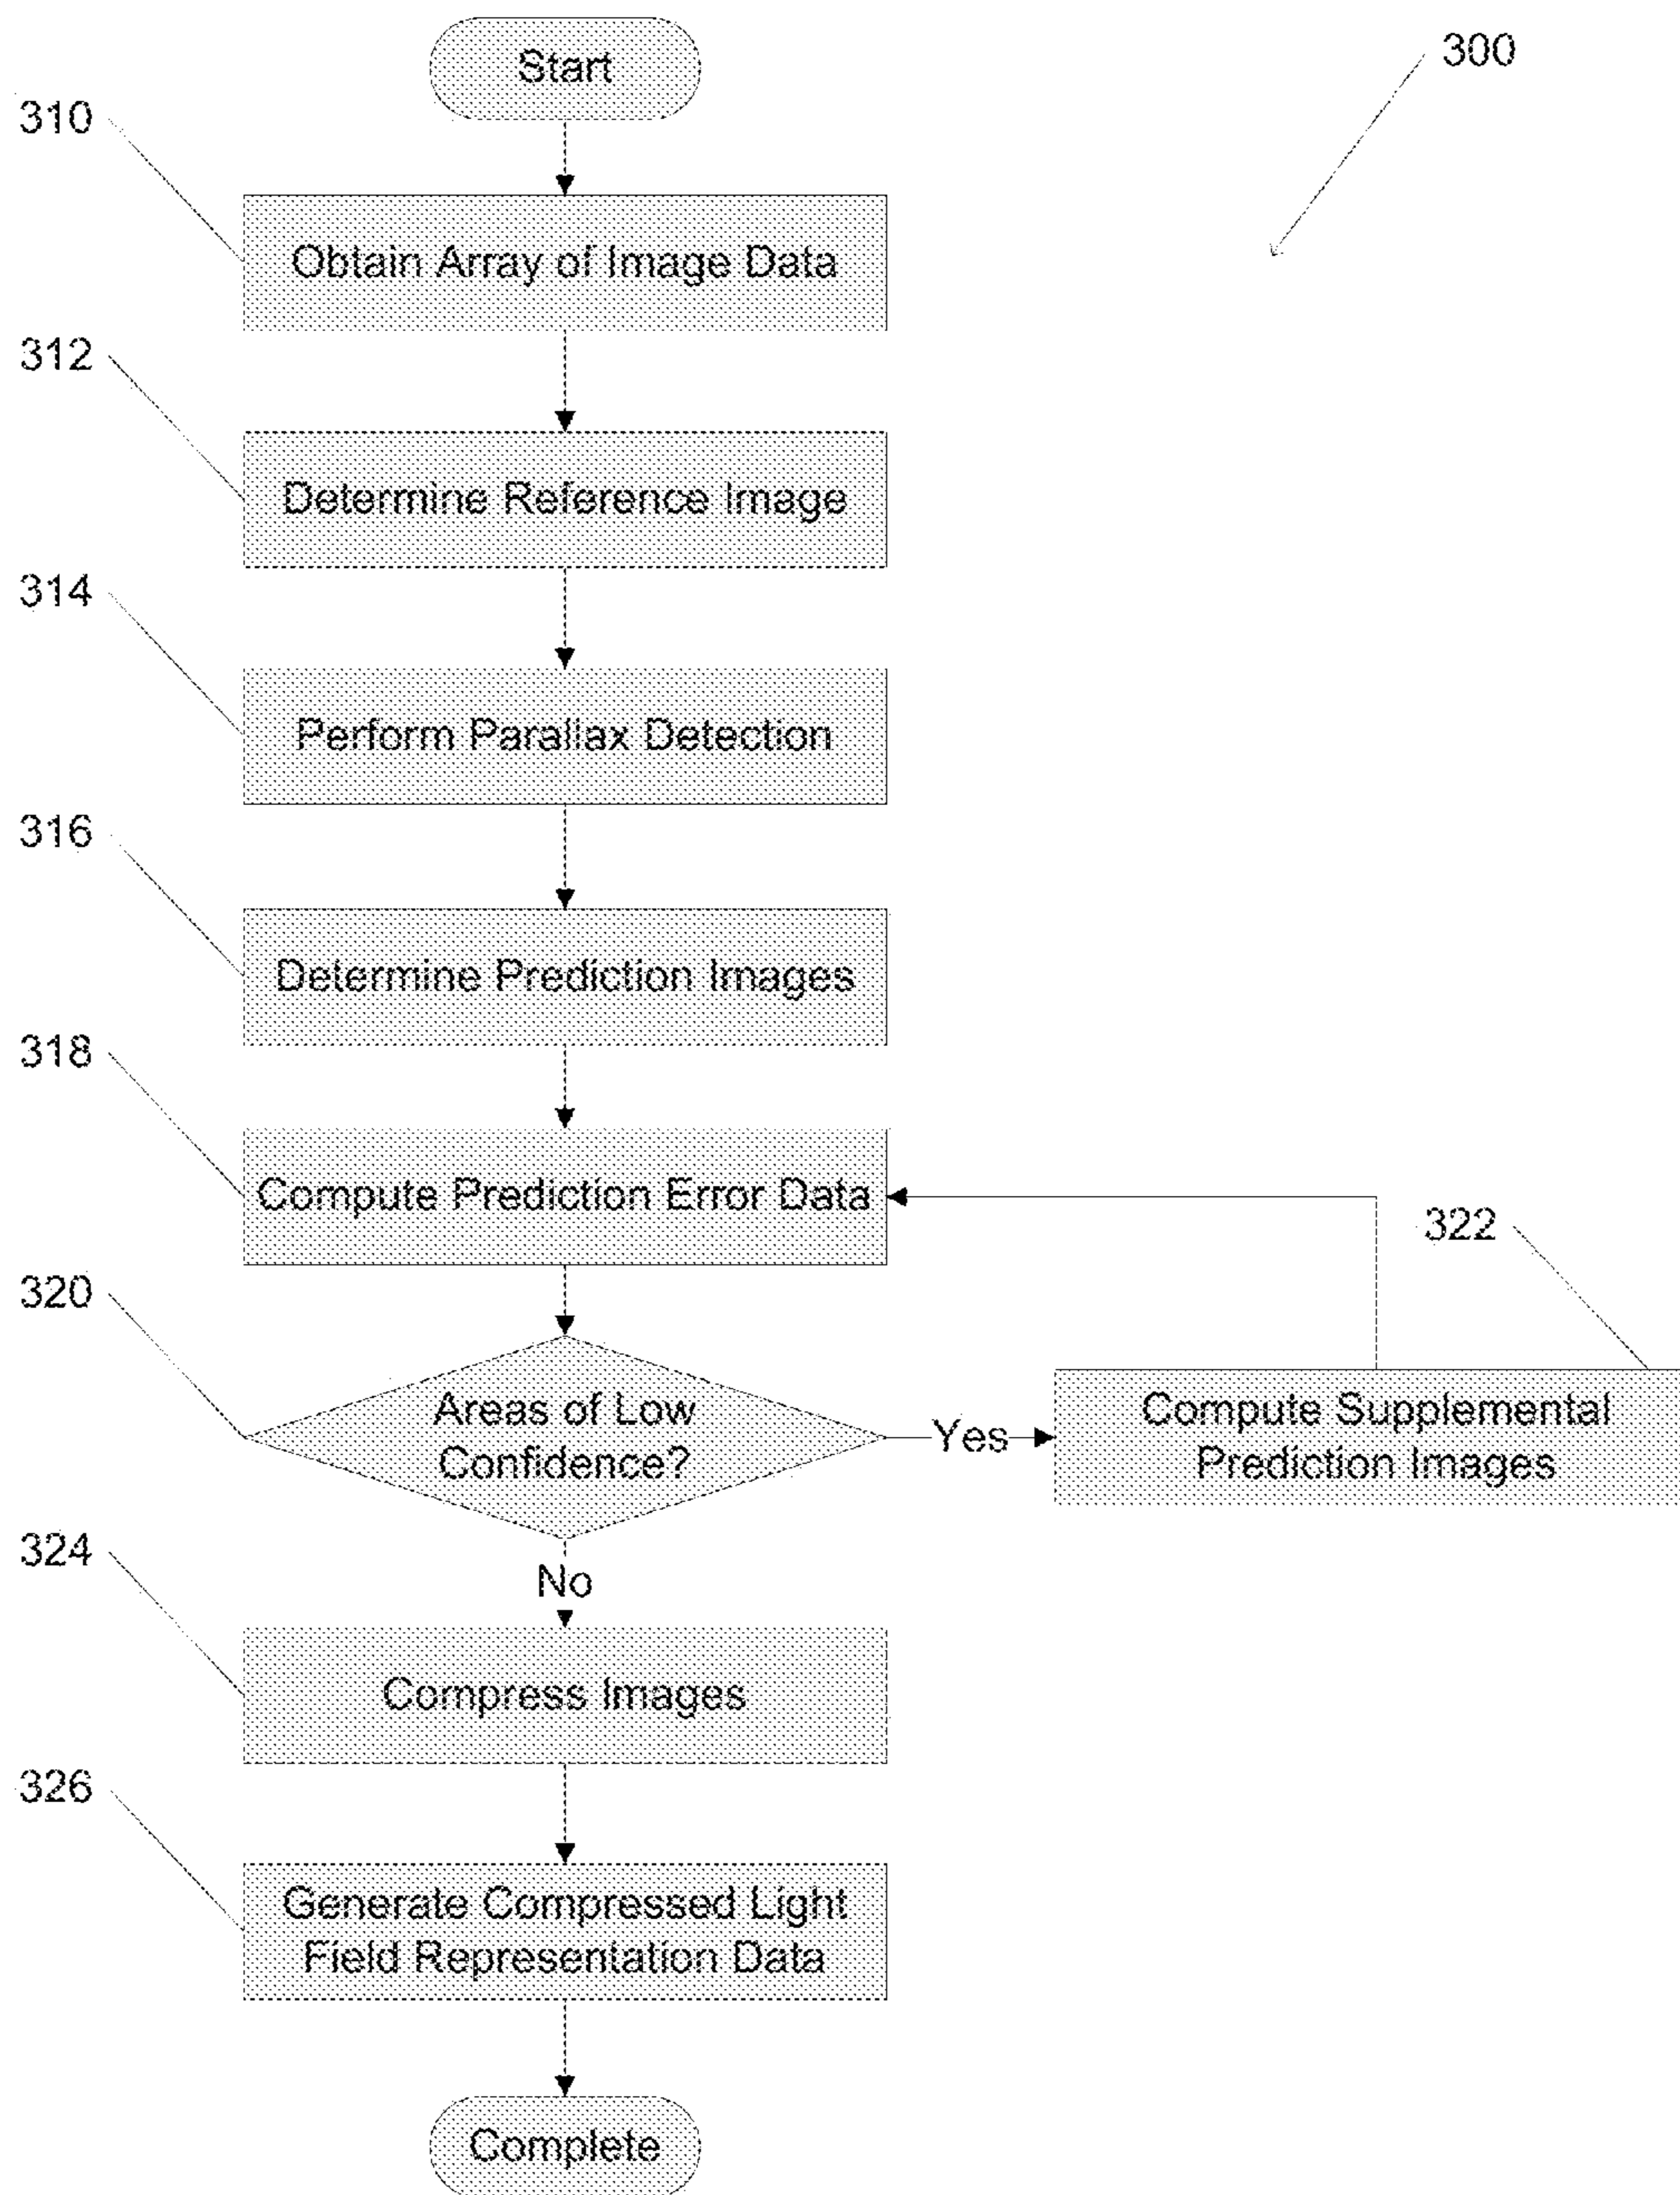 Start
300
310
Obtain Array of Image Data
312
Determine Reference Image
314
Perform Parallax Detection
316
Determine Prediction Images
318
Compute Prediction Error Data
322
320
Areas of Low
Confidence?
Yes
Compute Supplemental
Prediction Images
324
No
Compress Images
326
Generate Compressed Light
Field Representation Data
Complete